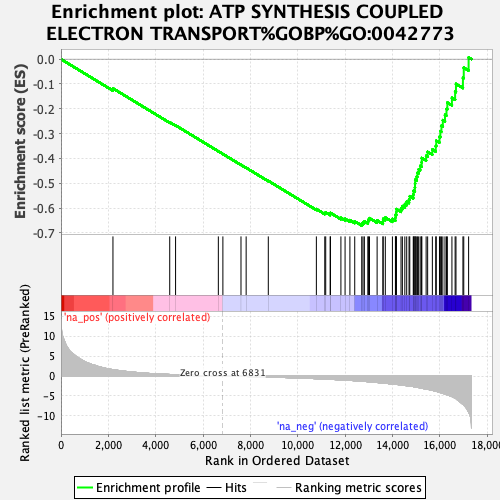 Enrichment plot: ATP SYNTHESIS COUPLED
ELECTRON TRANSPORT%GOBP%GO:0042773
Enrichment score (ES)
0.0
-0.1
-0.2
-0.3
-0.4
-0.5
-0.6
-0.7
Ranked list metric (PreRanked)
15
10
5
0
-5
-10
'na_pos' (positively correlated)
Zero cross at 6831
'na_neg' (negatively correlated)
0
2,000
4,000
6,000
8,000
10,000
12,000
14,000
16,000
18,000
Rank in Ordered Dataset
Enrichment profile
Hits
Ranking metric scores